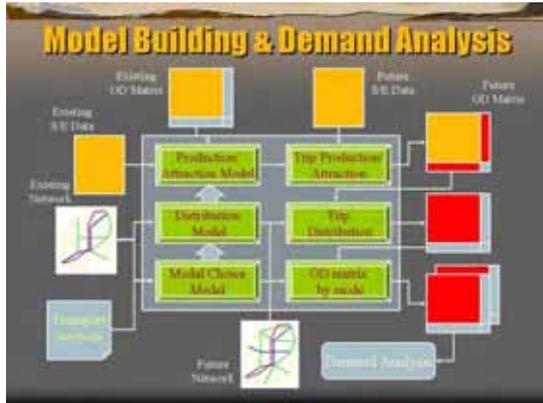 Model Building & Demand Analysis
Existing
OD Matrix
Future
S/E Data
Future
OD Matrix
Existing
S/E Data
Production/
Attraction Model
Trip Production/
Attraction
Existing
Network
Distribution
Model
Trip
Distribution
Modal Choice
Model
OD matrix
by mode
Transport
Future
Network
Demand Analysis